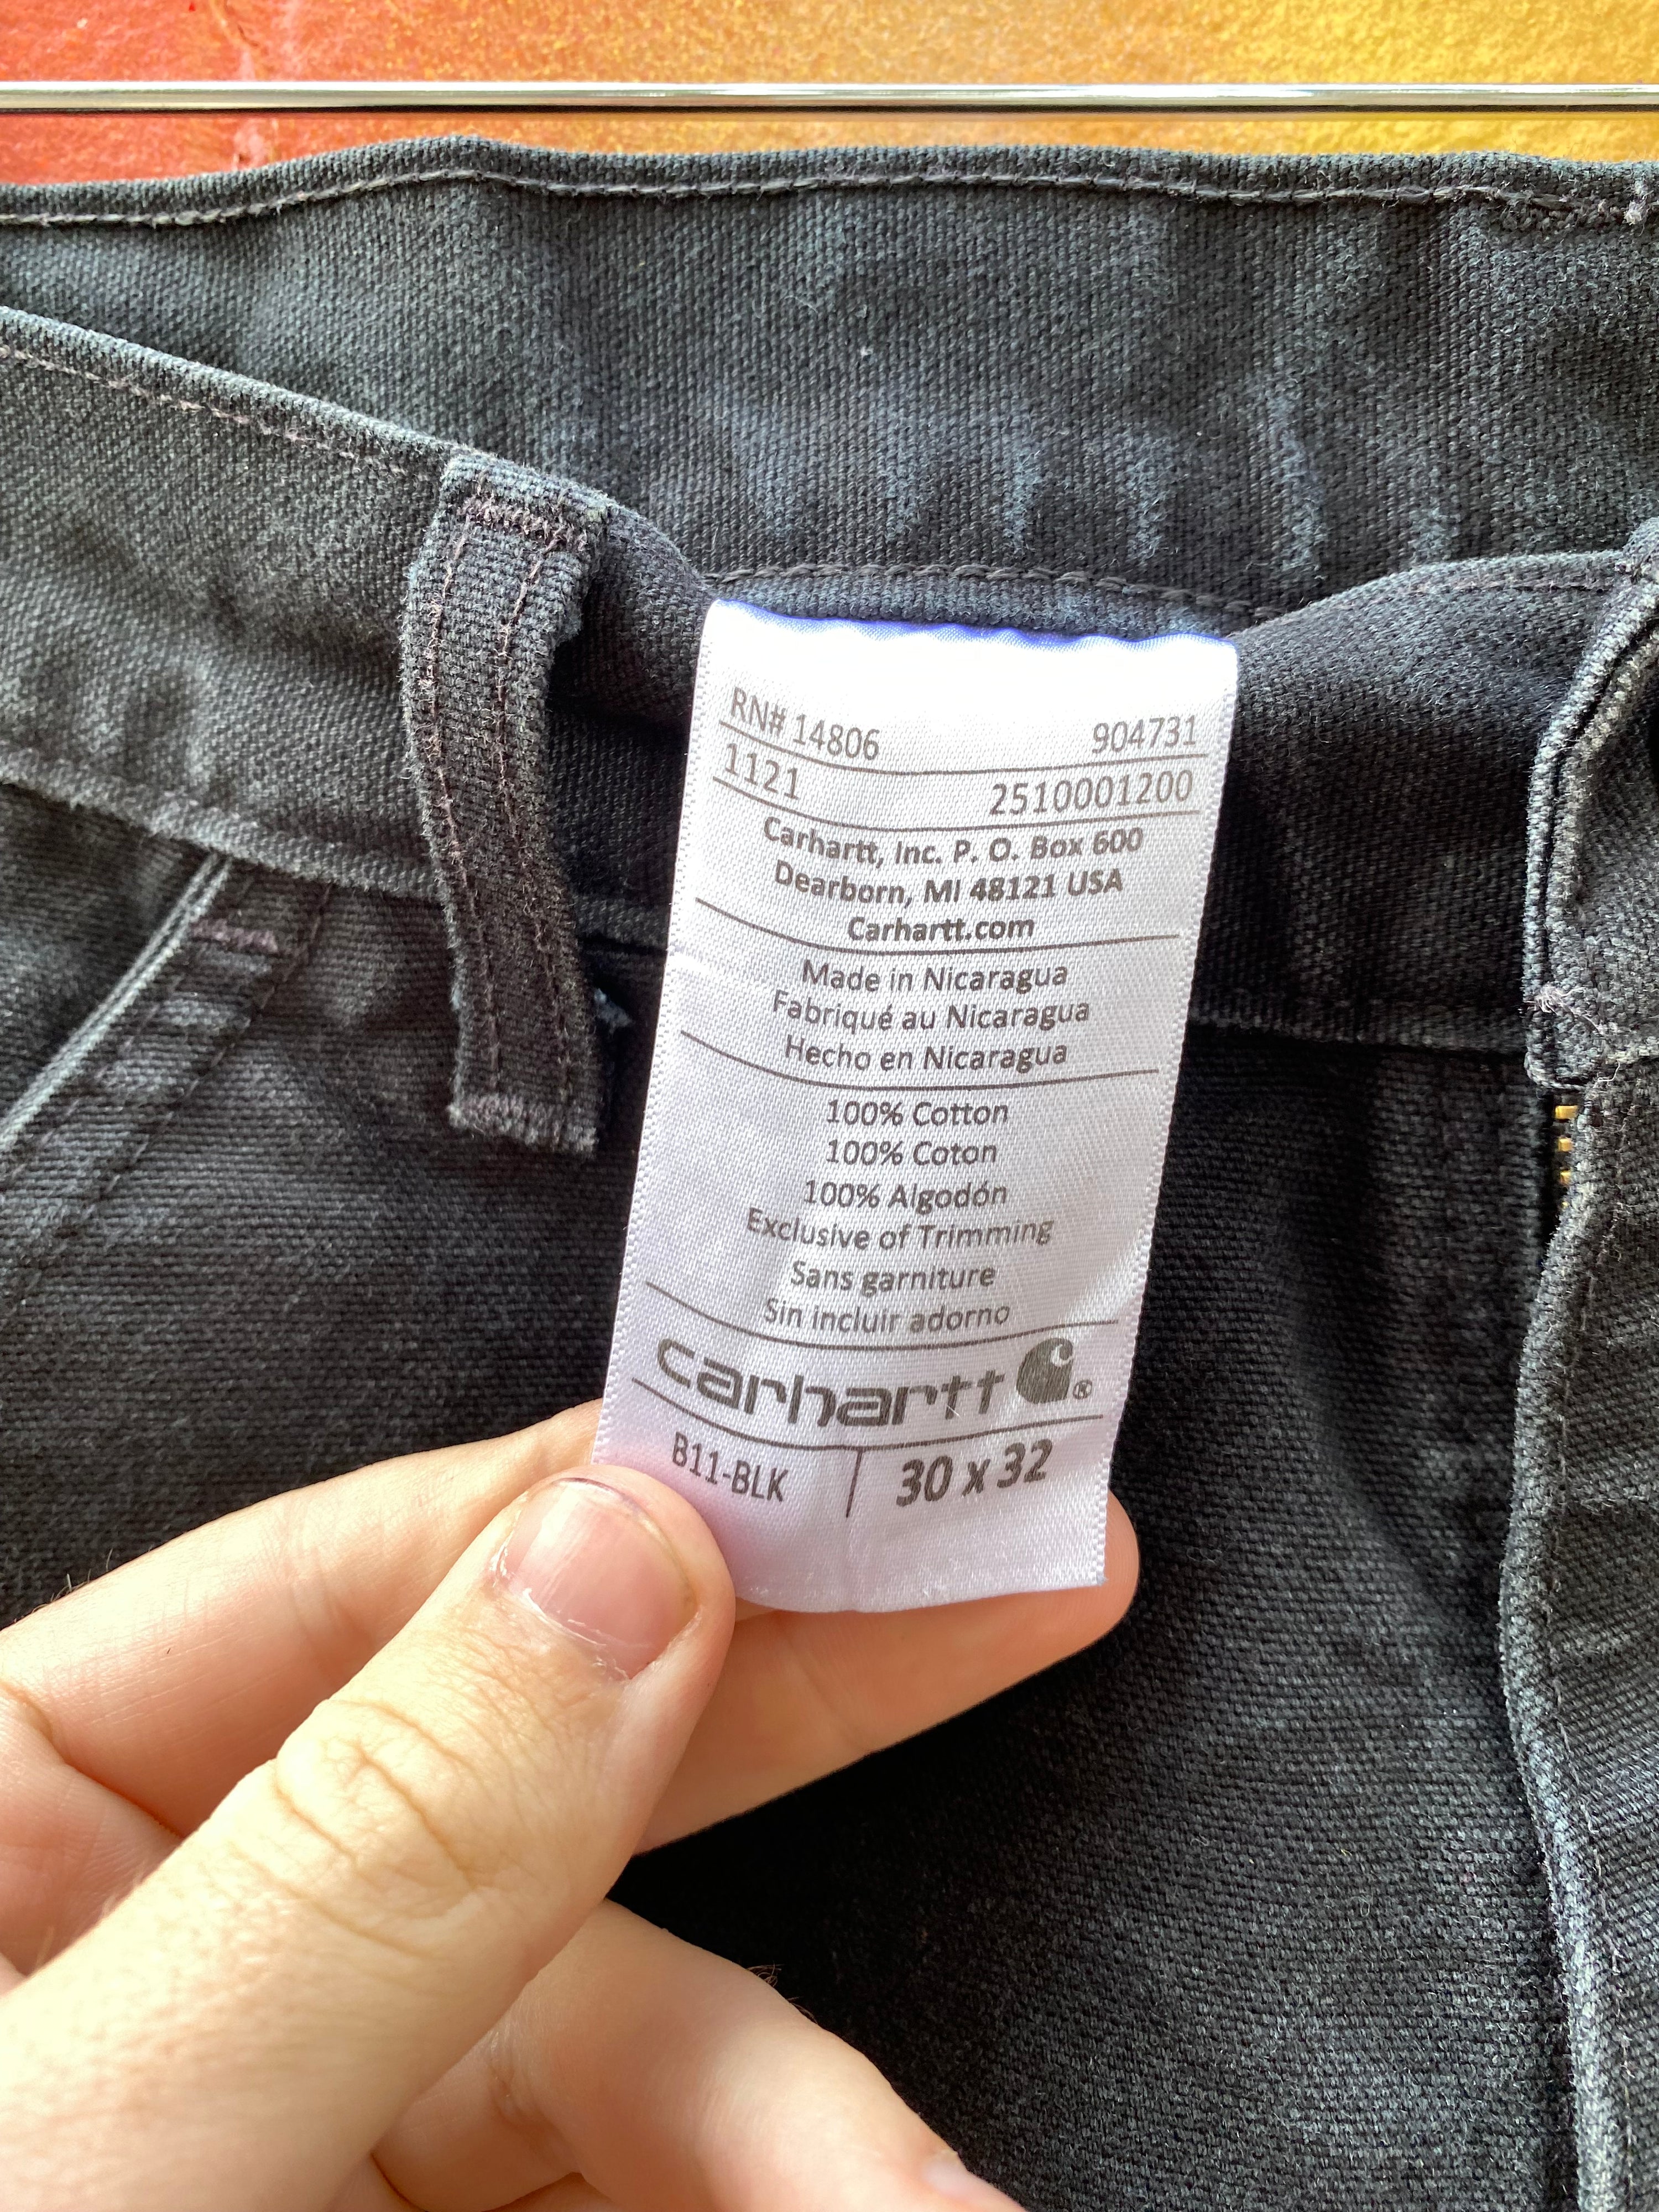 RN# 14806 904731
1121 2510001200
Carhartt, Inc. P. O. Box 600
Dearborn, MI 48121 USA
Carhartt.com
Made in Nicaragua
Fabriqué au Nicaragua
Hecho en Nicaragua
100% Cotton
100% Coton
100% Algodón
Exclusive of Trimming
Sans garniture
Sin incluir adorno
carhartt ®
B11-BLK 30 x 32